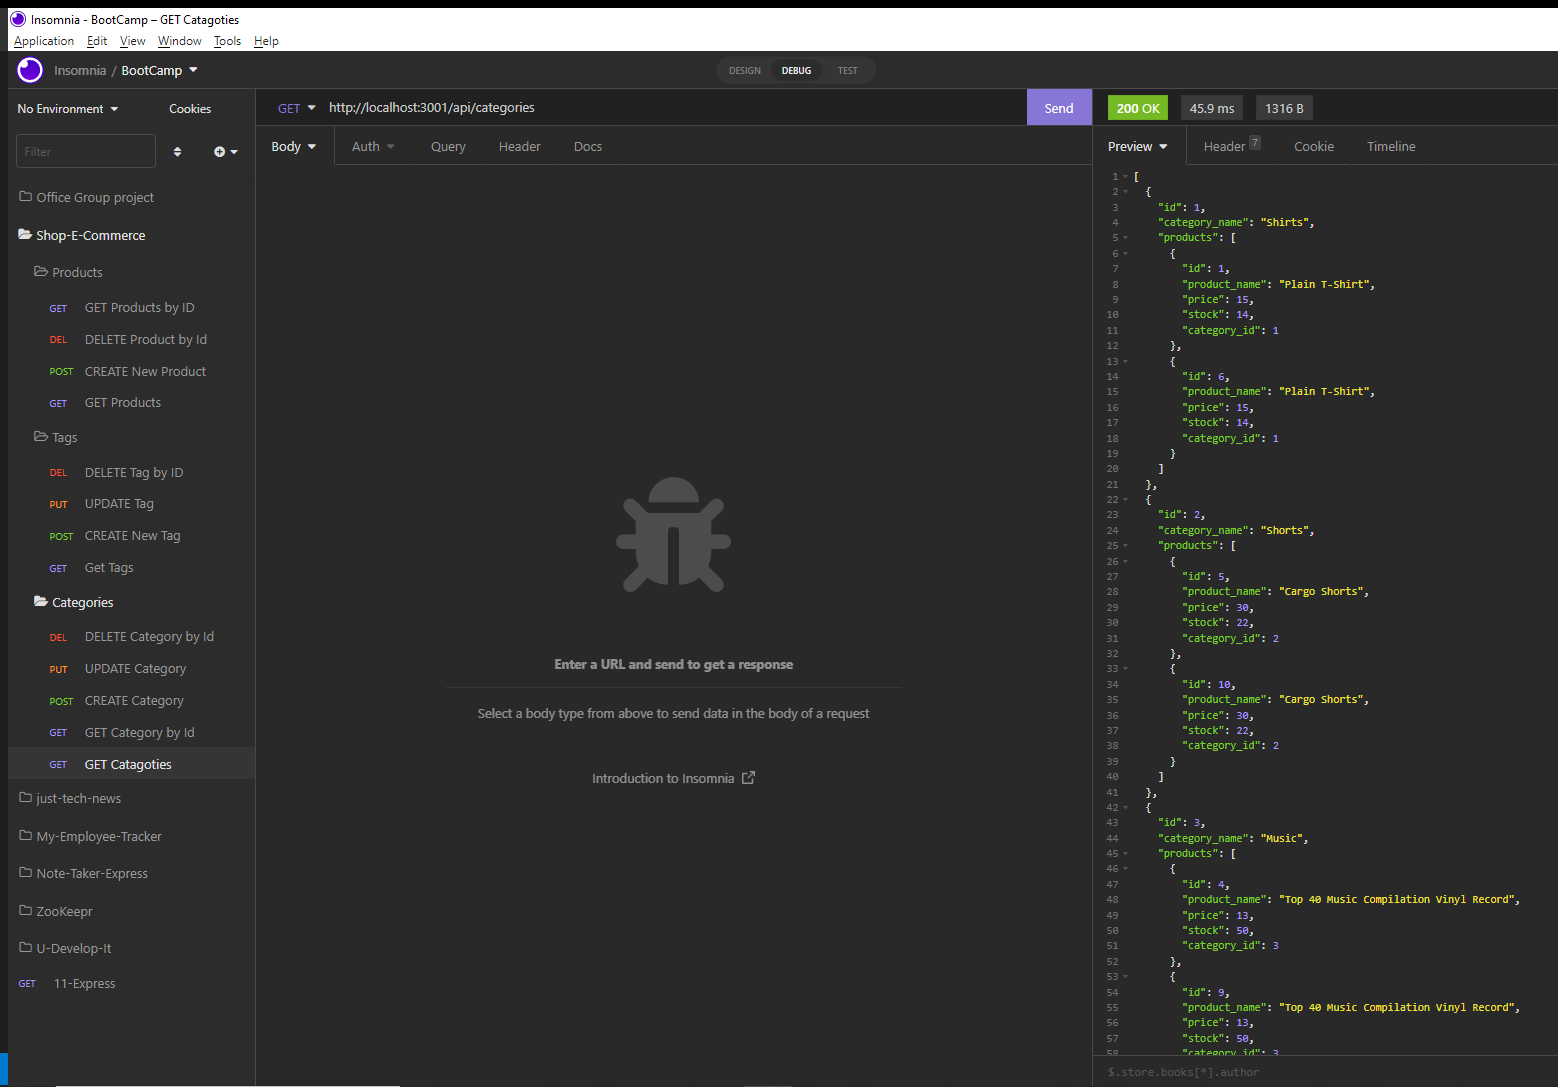 Insomnia - BootCamp – GET Catagoties
Application Edit View Window Tools Help
Insomnia / BootCamp
DESIGN DEBUG TEST
No Environment Cookies
Filter
Office Group project
Shop-E-Commerce
Products
GET GET Products by ID
DEL DELETE Product by Id
POST CREATE New Product
GET GET Products
Tags
DEL DELETE Tag by ID
PUT UPDATE Tag
POST CREATE New Tag
GET Get Tags
Categories
DEL DELETE Category by Id
PUT UPDATE Category
POST CREATE Category
GET GET Category by Id
GET GET Catagoties
just-tech-news
My-Employee-Tracker
Note-Taker-Express
ZooKeepr
U-Develop-It
GET 11-Express
GET http://localhost:3001/api/categories Send
Body Auth Query Header Docs
Enter a URL and send to get a response
Select a body type from above to send data in the body of a request
Introduction to Insomnia
200 OK 45.9 ms 1316 B
Preview Header 7 Cookie Timeline
1 [
2 {
3 "id": 1,
4 "category_name": "Shirts",
5 "products": [
6 {
7 "id": 1,
8 "product_name": "Plain T-Shirt",
9 "price": 15,
10 "stock": 14,
11 "category_id": 1
12 },
13 {
14 "id": 6,
15 "product_name": "Plain T-Shirt",
16 "price": 15,
17 "stock": 14,
18 "category_id": 1
19 }
20 ]
21 },
22 {
23 "id": 2,
24 "category_name": "Shorts",
25 "products": [
26 {
27 "id": 5,
28 "product_name": "Cargo Shorts",
29 "price": 30,
30 "stock": 22,
31 "category_id": 2
32 },
33 {
34 "id": 10,
35 "product_name": "Cargo Shorts",
36 "price": 30,
37 "stock": 22,
38 "category_id": 2
39 }
40 ]
41 },
42 {
43 "id": 3,
44 "category_name": "Music",
45 "products": [
46 {
47 "id": 4,
48 "product_name": "Top 40 Music Compilation Vinyl Record",
49 "price": 13,
50 "stock": 50,
51 "category_id": 3
52 },
53 {
54 "id": 9,
55 "product_name": "Top 40 Music Compilation Vinyl Record",
56 "price": 13,
57 "stock": 50,
58 "category_id": 3
$.store.books[*].author